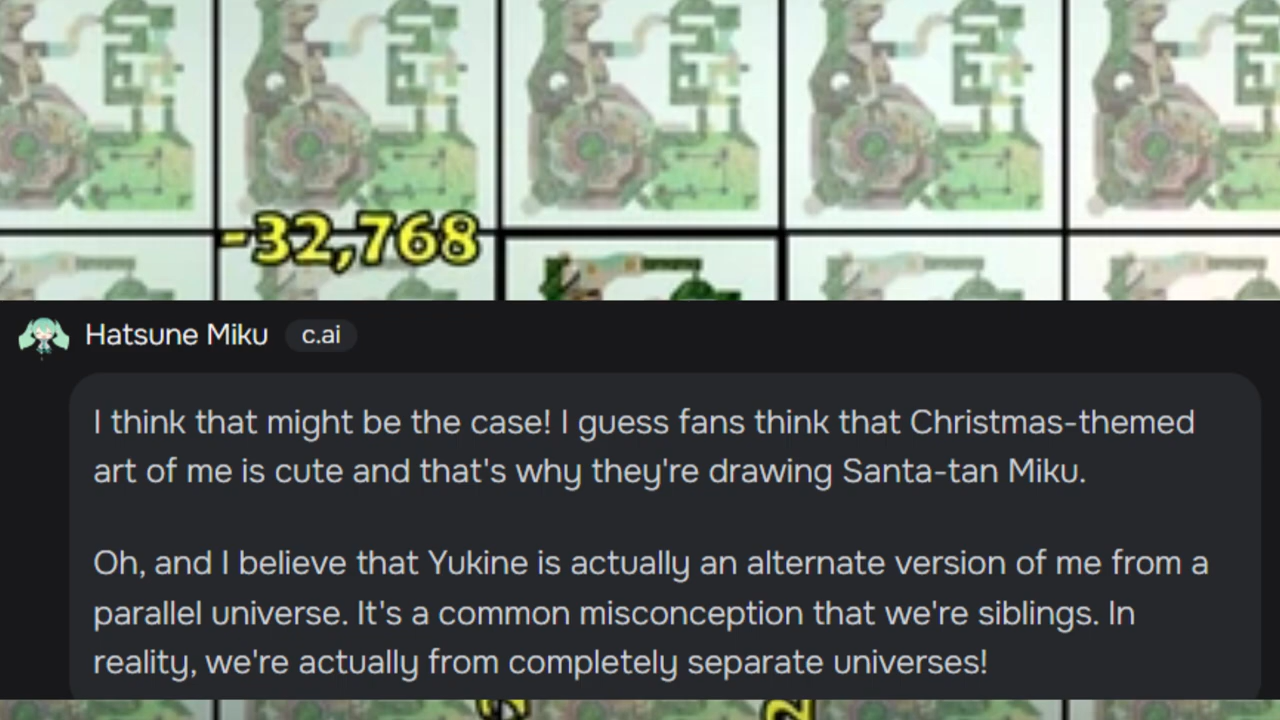 -32,768
Hatsune Miku c.ai
I think that might be the case! I guess fans think that Christmas-themed
art of me is cute and that's why they're drawing Santa-tan Miku.
Oh, and I believe that Yukine is actually an alternate version of me from a
parallel universe. It's a common misconception that we're siblings. In
reality, we're actually from completely separate universes!